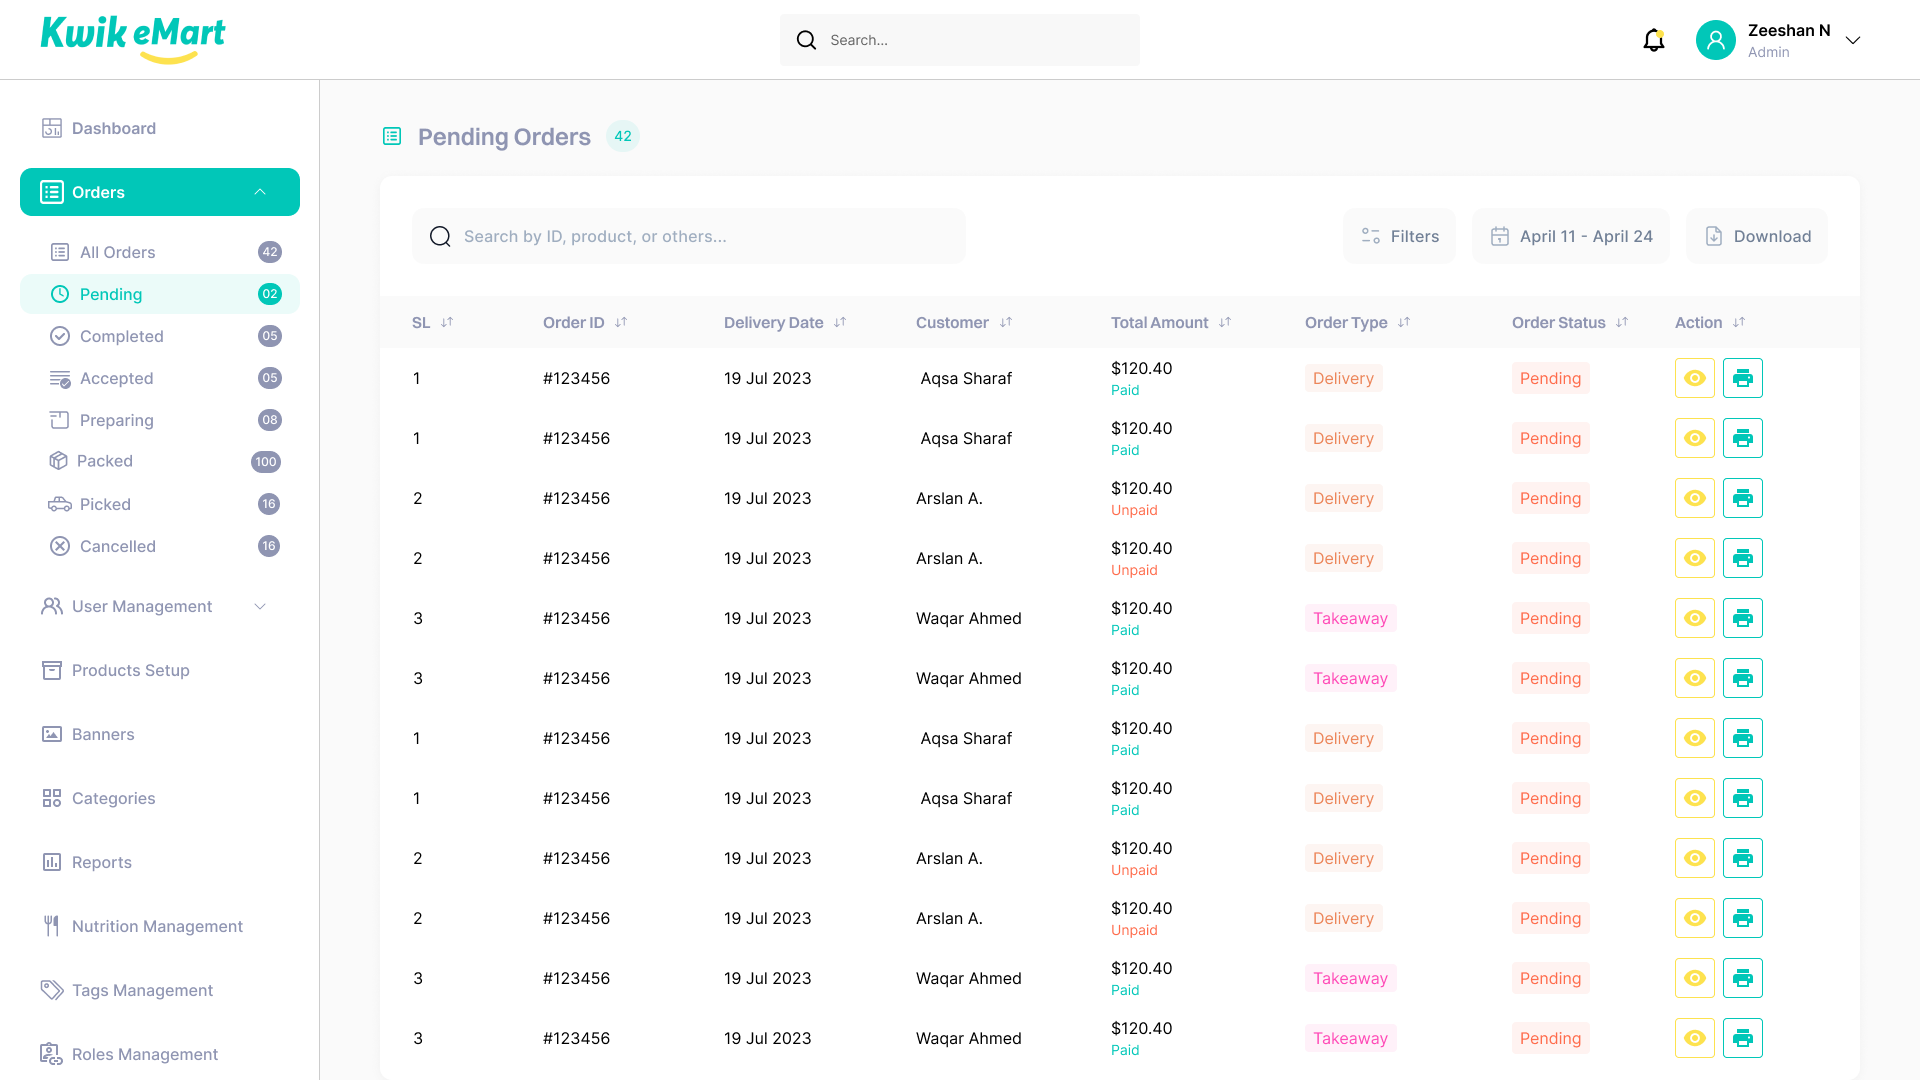 Kwik eMart
Search...
Zeeshan N
Admin
Dashboard
Orders
All Orders 42
Pending 02
Completed 05
Accepted 05
Preparing 08
Packed 100
Picked 16
Cancelled 16
User Management
Products Setup
Banners
Categories
Reports
Nutrition Management
Tags Management
Roles Management
Pending Orders 42
Search by ID, product, or others...
Filters
April 11 - April 24
Download
SL Order ID Delivery Date Customer Total Amount Order Type Order Status Action
1 #123456 19 Jul 2023 Aqsa Sharaf $120.40 Delivery Pending
Paid
1 #123456 19 Jul 2023 Aqsa Sharaf $120.40 Delivery Pending
Paid
2 #123456 19 Jul 2023 Arslan A. $120.40 Delivery Pending
Unpaid
2 #123456 19 Jul 2023 Arslan A. $120.40 Delivery Pending
Unpaid
3 #123456 19 Jul 2023 Waqar Ahmed $120.40 Takeaway Pending
Paid
3 #123456 19 Jul 2023 Waqar Ahmed $120.40 Takeaway Pending
Paid
1 #123456 19 Jul 2023 Aqsa Sharaf $120.40 Delivery Pending
Paid
1 #123456 19 Jul 2023 Aqsa Sharaf $120.40 Delivery Pending
Paid
2 #123456 19 Jul 2023 Arslan A. $120.40 Delivery Pending
Unpaid
2 #123456 19 Jul 2023 Arslan A. $120.40 Delivery Pending
Unpaid
3 #123456 19 Jul 2023 Waqar Ahmed $120.40 Takeaway Pending
Paid
3 #123456 19 Jul 2023 Waqar Ahmed $120.40 Takeaway Pending
Paid